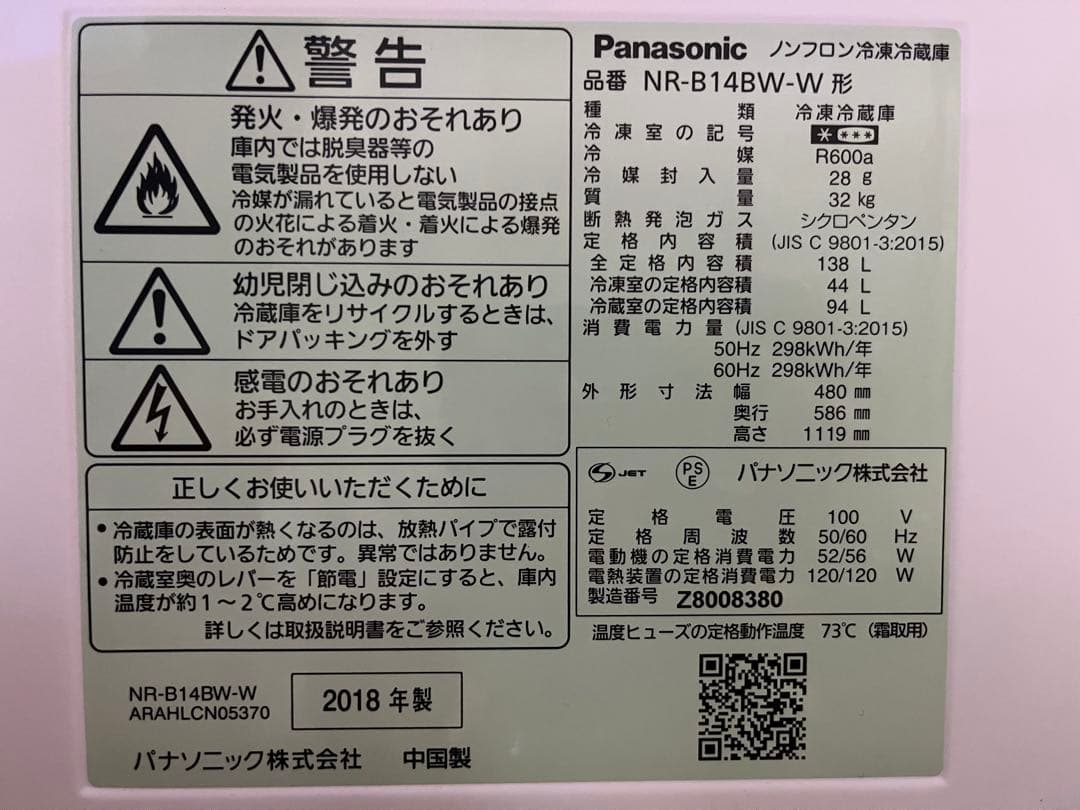 警告
発火・爆発のおそれあり
庫内では脱臭器等の
電気製品を使用しない
冷媒が漏れていると電気製品の接点
の火花による着火・着火による爆発
のおそれがあります
幼児閉じ込みのおそれあり
冷蔵庫をリサイクルするときは、
ドアパッキングを外す
感電のおそれあり
お手入れのときは、
必ず電源プラグを抜く
正しくお使いいただくために
• 冷蔵庫の表面が熱くなるのは、放熱パイプで露付
防止をしているためです。異常ではありません。
• 冷蔵室奥のレバーを「節電」設定にすると、庫内
温度が約1～2℃高めになります。
詳しくは取扱説明書をご参照ください。
NR-B14BW-W
ARAHLCN05370
2018年製
パナソニック株式会社 中国製
Panasonic ノンフロン冷凍冷蔵庫
品番 NR-B14BW-W 形
種類 冷凍冷蔵庫
冷凍室の記号 * ***
冷媒 R600a
冷媒封入量 28 g
質量 32 kg
断熱発泡ガス シクロペンタン
定格内容積 (JIS C 9801-3:2015)
全定格内容積 138 L
冷凍室の定格内容積 44 L
冷蔵室の定格内容積 94 L
消費電力量 (JIS C 9801-3:2015)
50Hz 298kWh/年
60Hz 298kWh/年
外形寸法 幅 480 mm
奥行 586 mm
高さ 1119 mm
JET PSE パナソニック株式会社
定格電圧 100 V
定格周波数 50/60 Hz
電動機の定格消費電力 52/56 W
電熱装置の定格消費電力 120/120 W
製造番号 Z8008380
温度ヒューズの定格動作温度 73℃（霜取用）